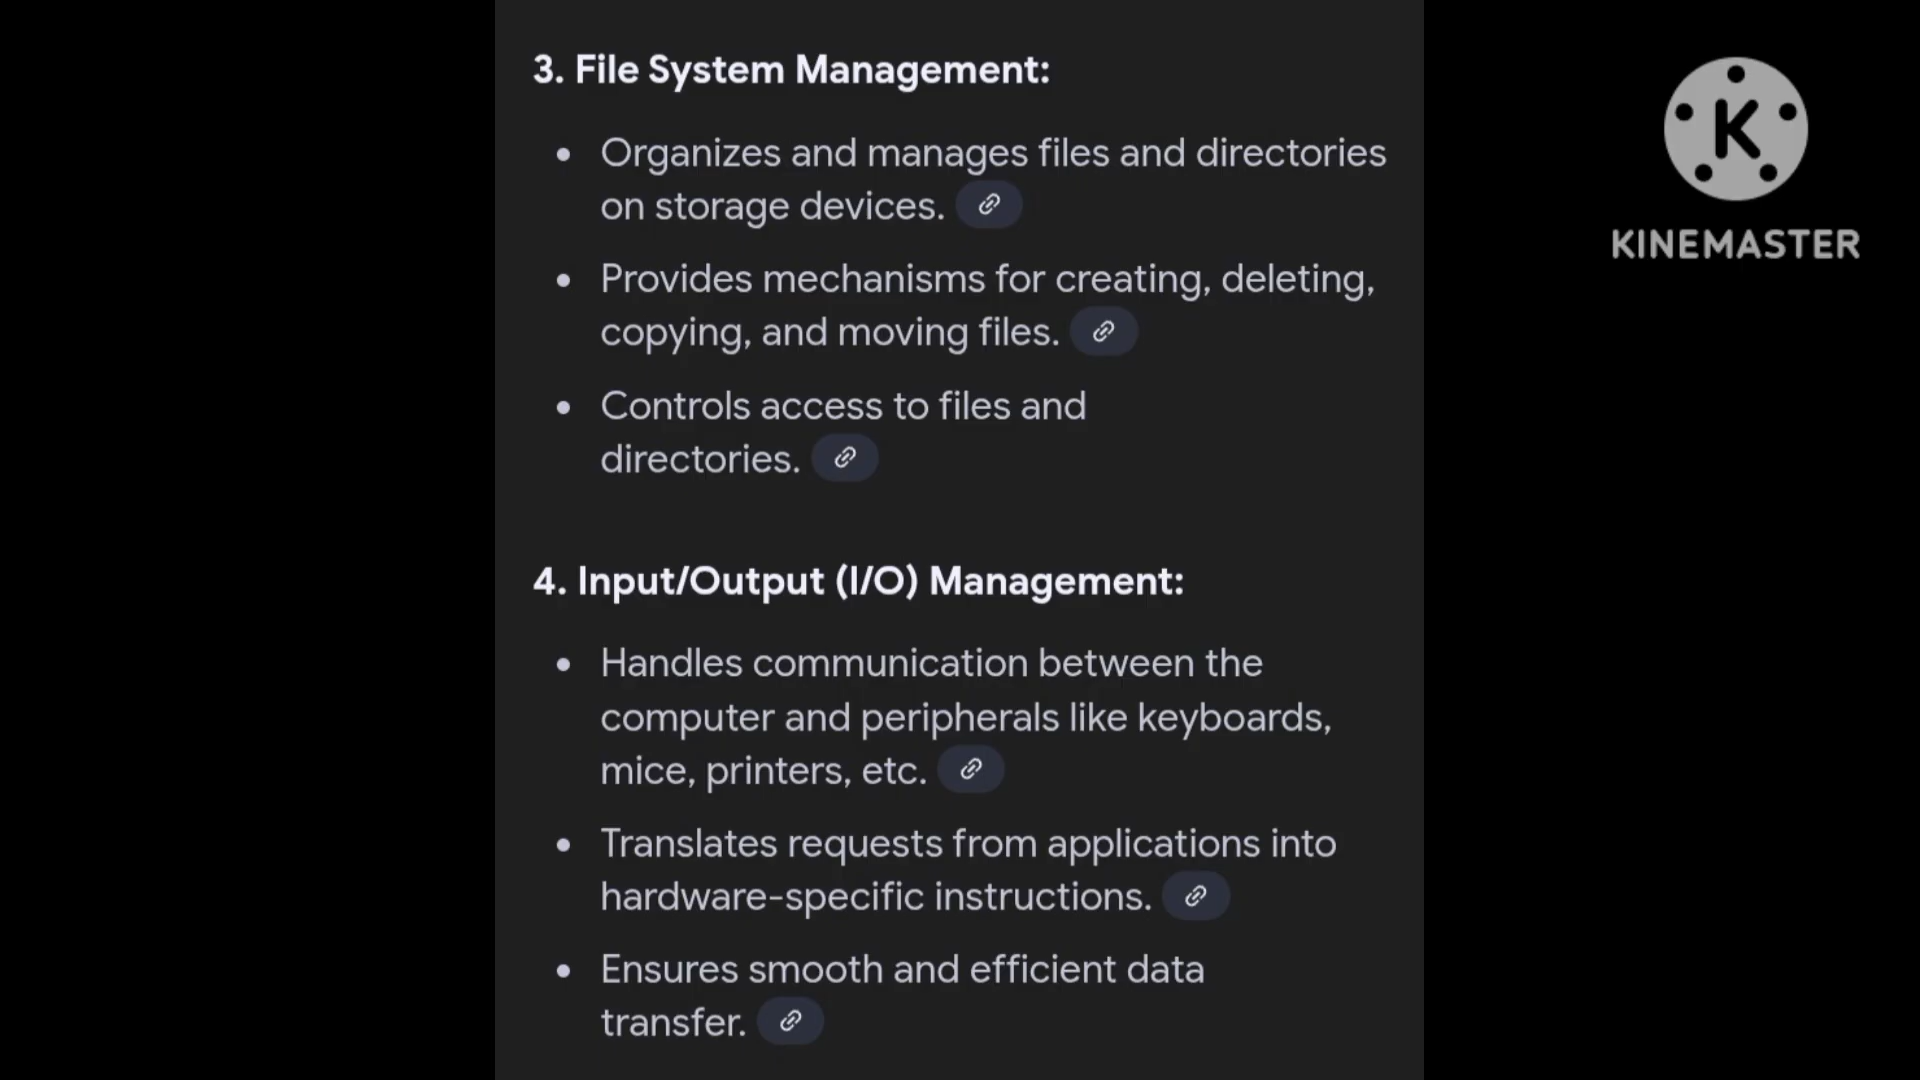 3. File System Management:
• Organizes and manages files and directories
on storage devices.
• Provides mechanisms for creating, deleting,
copying, and moving files.
• Controls access to files and
directories.
4. Input/Output (I/O) Management:
• Handles communication between the
computer and peripherals like keyboards,
mice, printers, etc.
• Translates requests from applications into
hardware-specific instructions.
• Ensures smooth and efficient data
transfer.
K
KINEMASTER